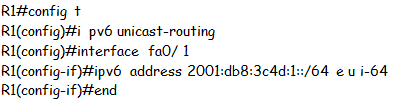 R1#config t
R1(config)#i pv6 unicast-routing
R1(config)#interface fa0/ 1
R1(config-if)#ipv6 address 2001:db8:3c4d:1::/64 e u i-64
R1(config-if)#end